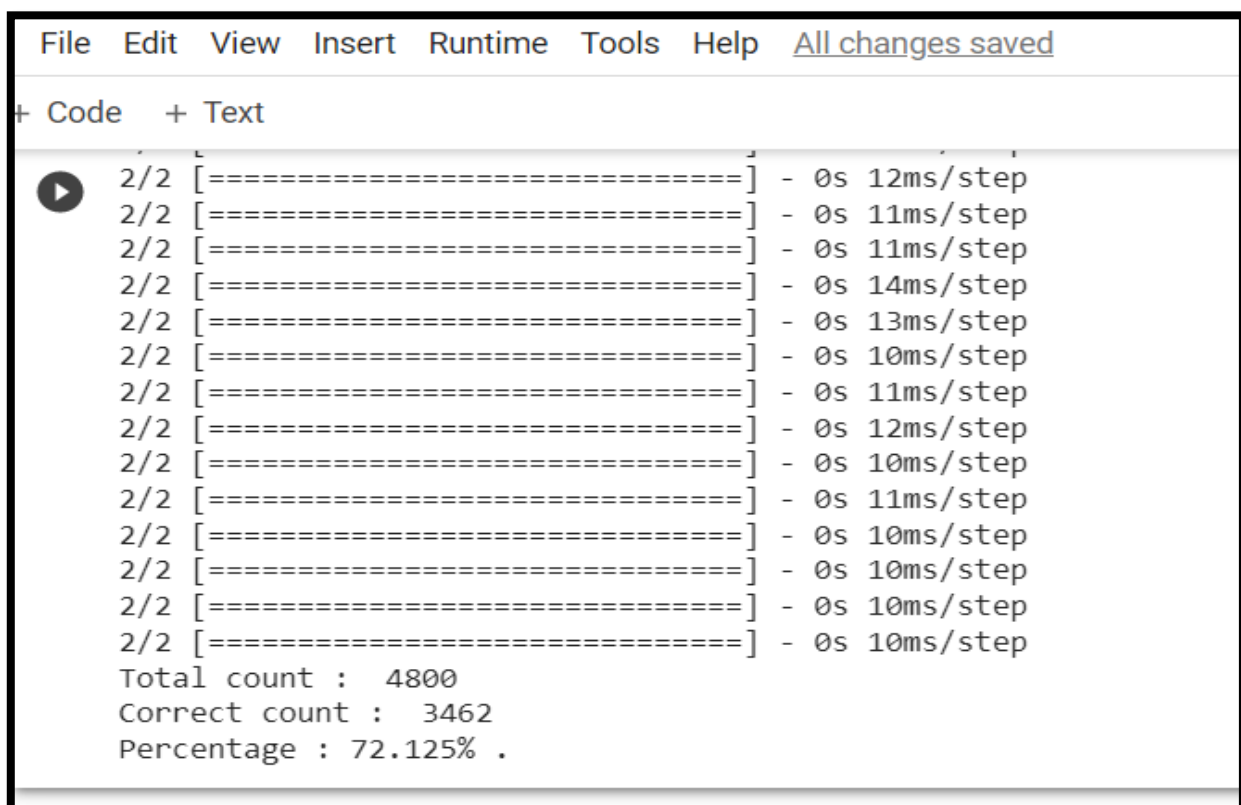 File Edit View Insert Runtime Tools Help All changes saved
+ Code + Text
2/2 [==============================] - 0s 12ms/step
2/2 [==============================] - 0s 11ms/step
2/2 [==============================] - 0s 11ms/step
2/2 [==============================] - 0s 14ms/step
2/2 [==============================] - 0s 13ms/step
2/2 [==============================] - 0s 10ms/step
2/2 [==============================] - 0s 11ms/step
2/2 [==============================] - 0s 12ms/step
2/2 [==============================] - 0s 10ms/step
2/2 [==============================] - 0s 11ms/step
2/2 [==============================] - 0s 10ms/step
2/2 [==============================] - 0s 10ms/step
2/2 [==============================] - 0s 10ms/step
2/2 [==============================] - 0s 10ms/step
Total count :  4800
Correct count :  3462
Percentage : 72.125% .